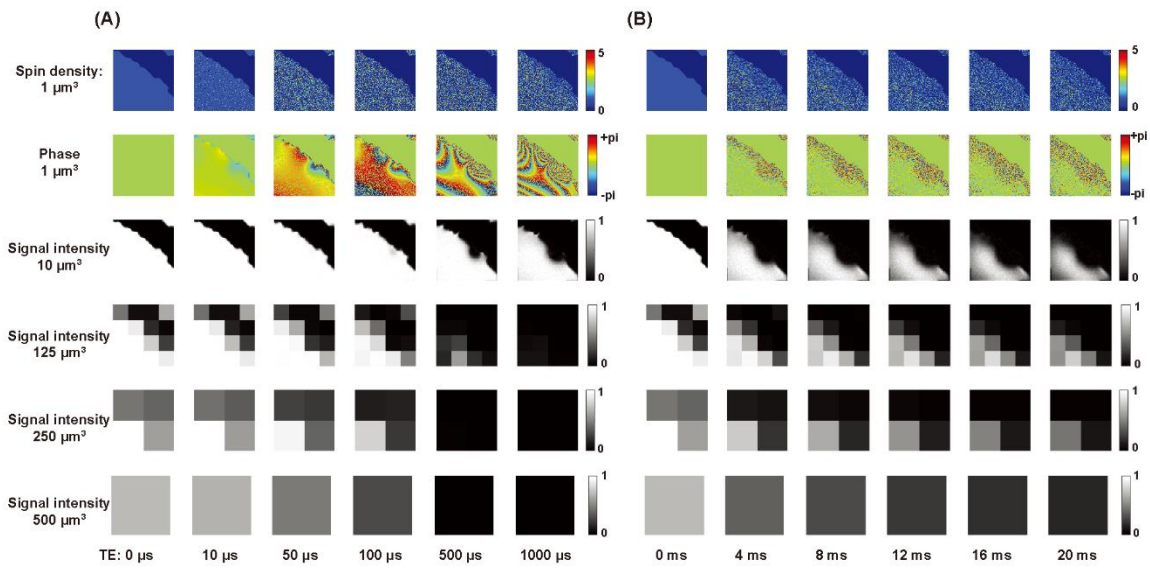 (A) (B)
Spin density:
1 µm³
5
0
5
0
Phase
1 µm³
+pi
-pi
+pi
-pi
Signal intensity
10 µm³
1
0
1
0
Signal intensity
125 µm³
1
0
1
0
Signal intensity
250 µm³
1
0
1
0
Signal intensity
500 µm³
1
0
1
0
TE: 0 µs 10 µs 50 µs 100 µs 500 µs 1000 µs 0 ms 4 ms 8 ms 12 ms 16 ms 20 ms